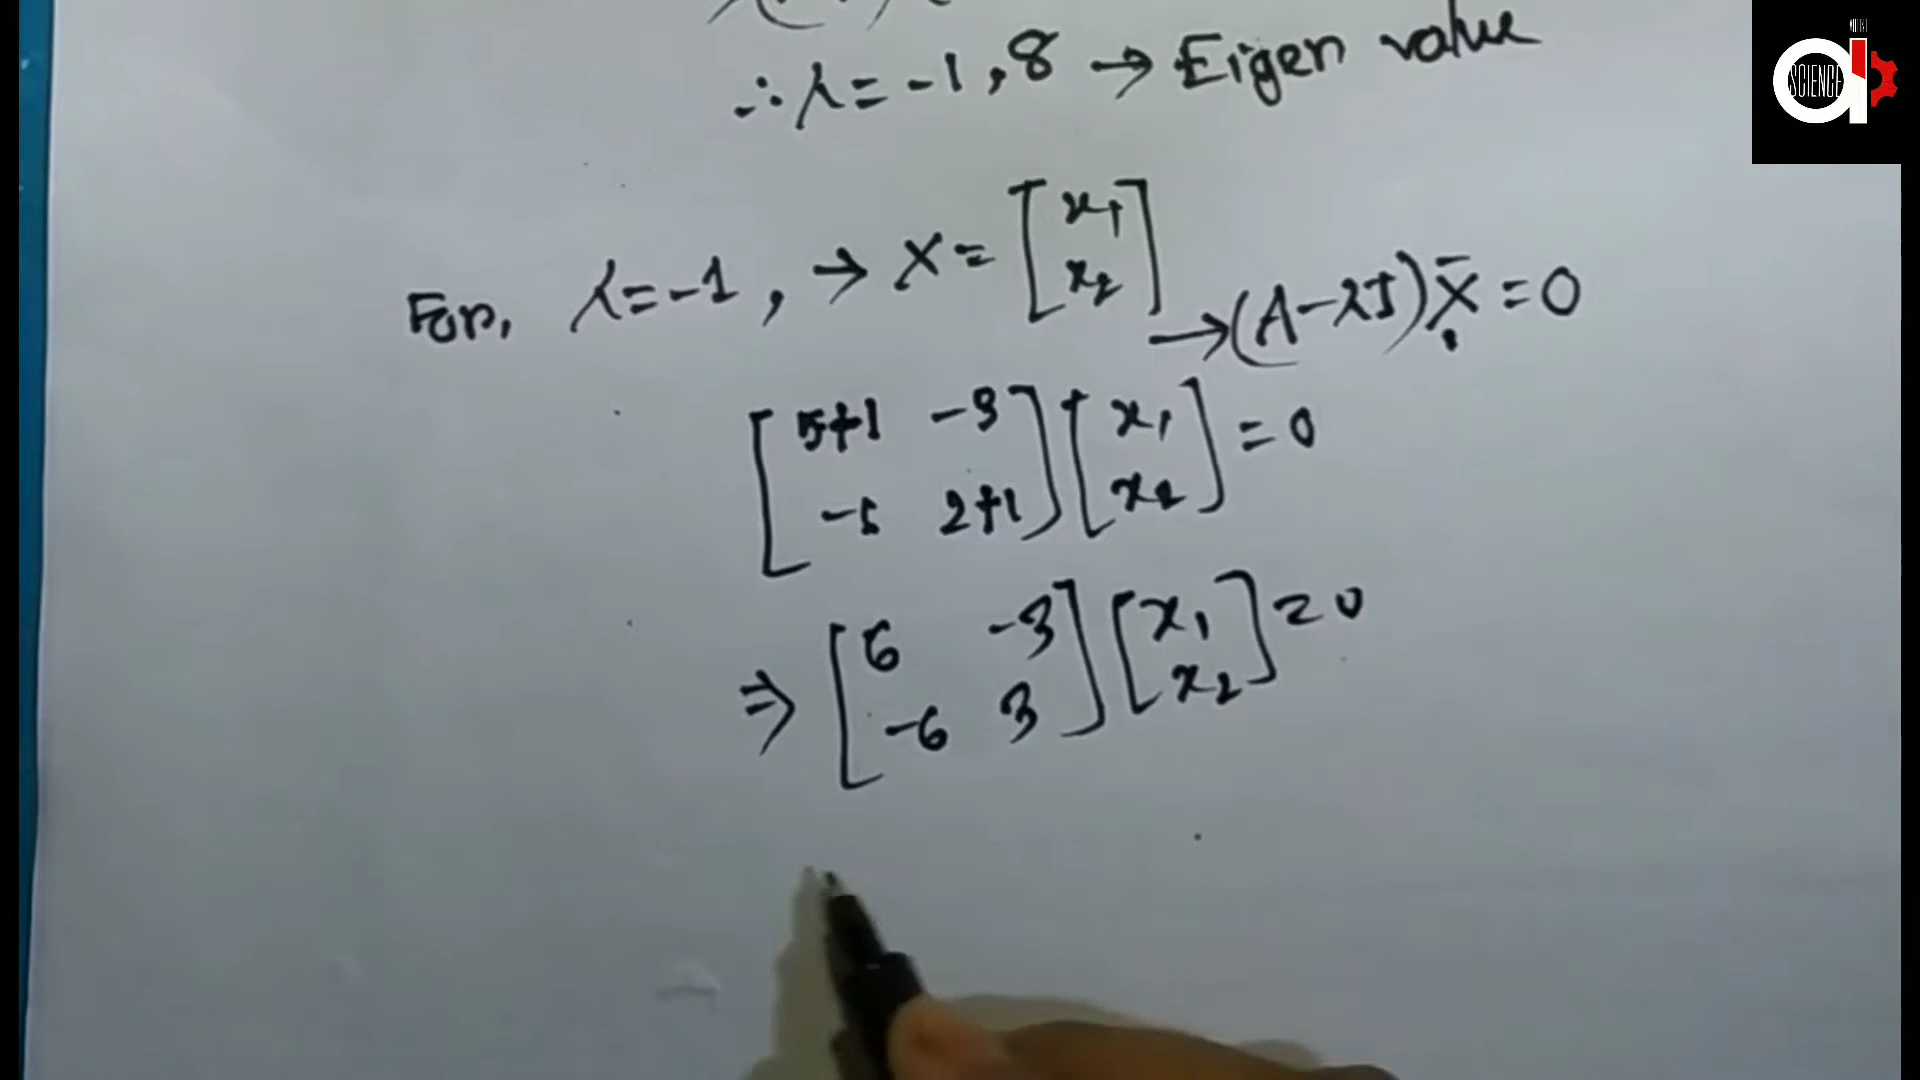 ∴ λ = -1, 8 → Eigen value
For, λ = -1, → X = [x₁ x₂]
→ (A-λI) X̄ = 0
[5+1 -3 [x₁ = 0
-5 2+1] x₂]
⇒ [6 -3 [x₁ = 0
-6 3] x₂]
SCIENCE